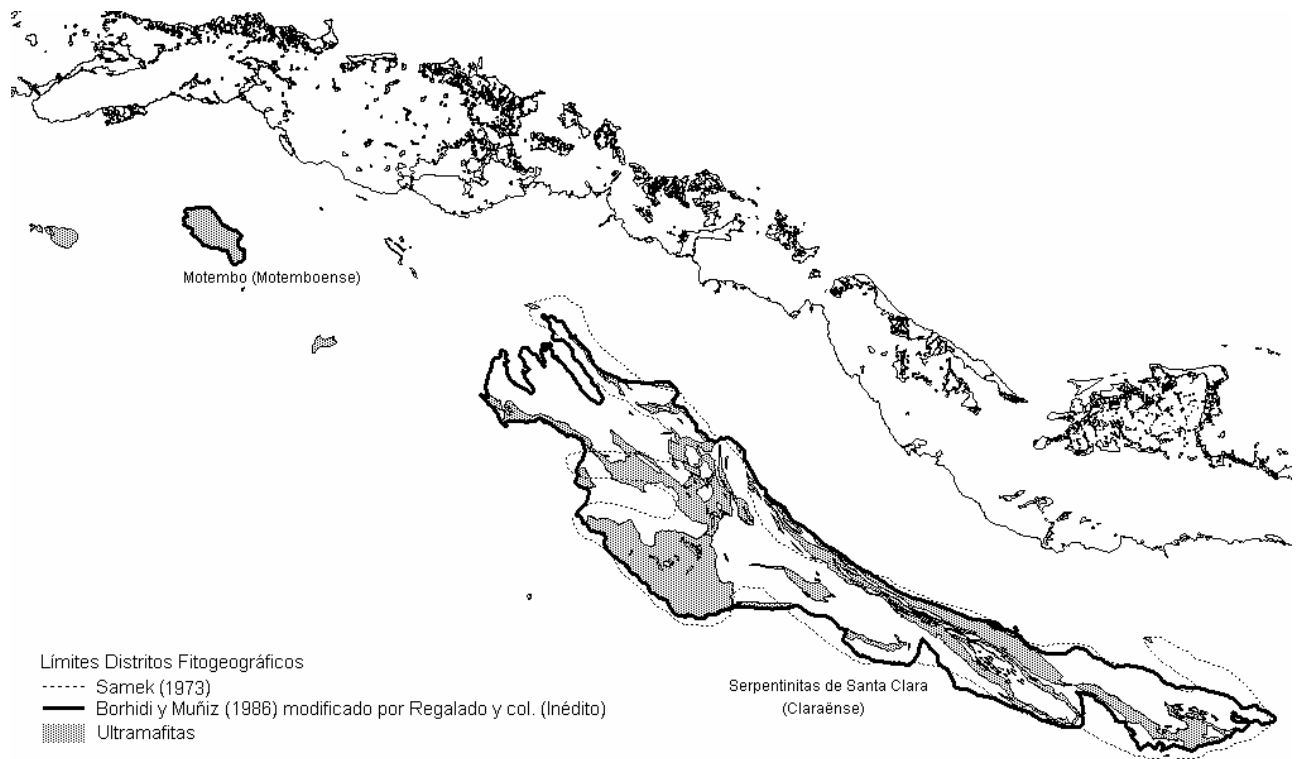 Motembo (Motemboense)
Serpentinitas de Santa Clara
(Claraënse)
Límites Distritos Fitogeográficos
Samek (1973)
Borhidi y Muñiz (1986) modificado por Regalado y col. (Inédito)
Ultramafitas